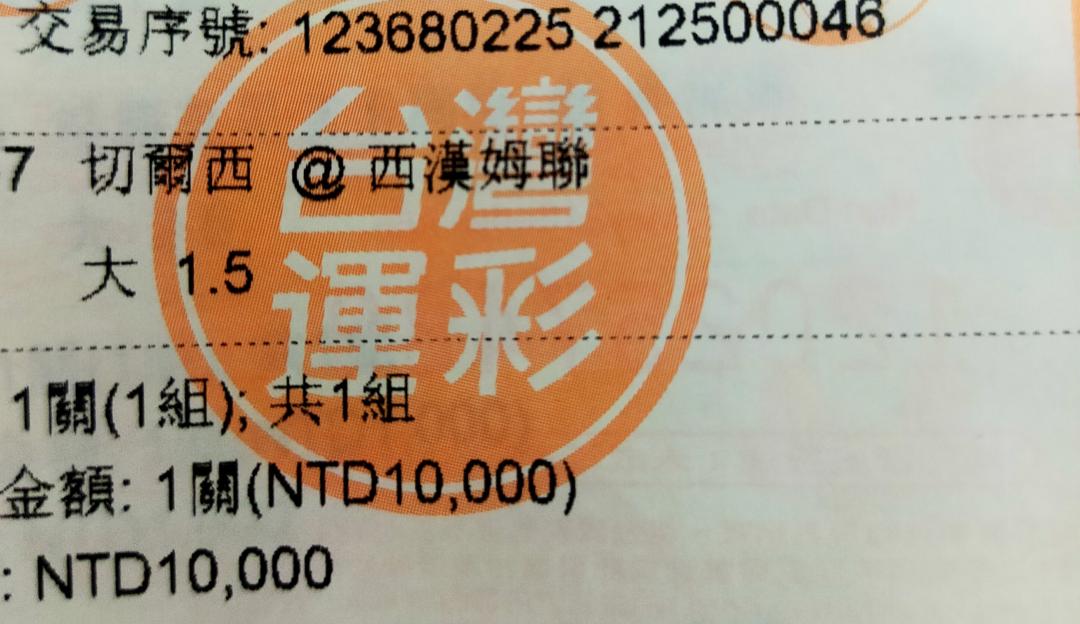 交易序號: 123680225 212500046
7 切爾西 @ 西漢姆聯
大 1.5
台灣
運彩
1關(1組); 共1組
金額: 1關(NTD10,000)
: NTD10,000